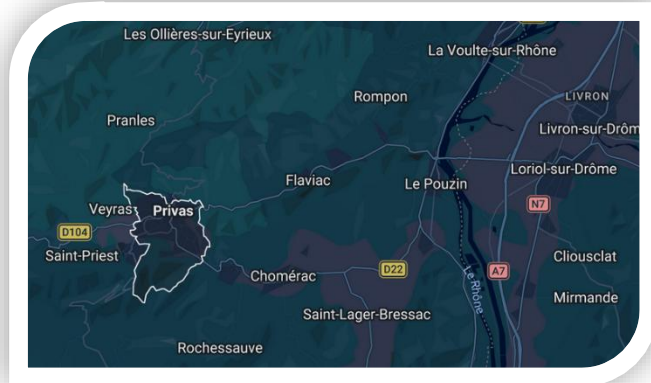 Les Ollières-sur-Eyrieux
La Voulte-sur-Rhône
Rompon
LIVRON
Pranles
Livron-sur-Drôm
Flaviac
Le Pouzin
Loriol-sur-Drôme
Veyras
Privas
N7
D104
Saint-Priest
Chomérac
D22
A7
Cliousclat
Le Rhône
Mirmande
Saint-Lager-Bressac
Rochessauve